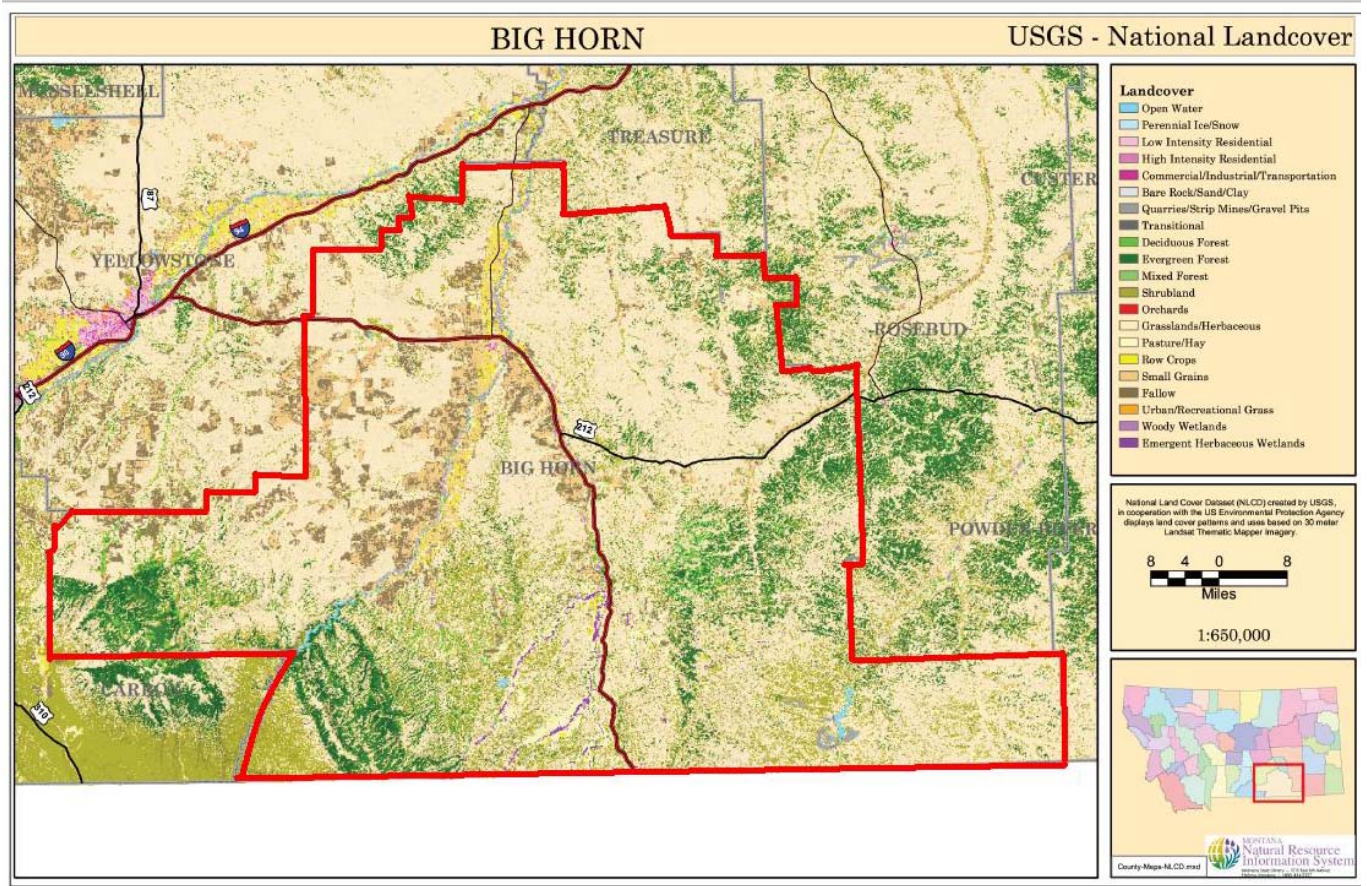 BIG HORN
USGS - National Landcover
MUSSELSHELL
TREASURE
CUSTER
87
94
YELLOWSTONE
ROSEBUD
90
212
212
BIG HORN
POWDER RIVER
CARBON
310
Landcover
Open Water
Perennial Ice/Snow
Low Intensity Residential
High Intensity Residential
Commercial/Industrial/Transportation
Bare Rock/Sand/Clay
Quarries/Strip Mines/Gravel Pits
Transitional
Deciduous Forest
Evergreen Forest
Mixed Forest
Shrubland
Orchards
Grasslands/Herbaceous
Pasture/Hay
Row Crops
Small Grains
Fallow
Urban/Recreational Grass
Woody Wetlands
Emergent Herbaceous Wetlands
National Land Cover Dataset (NLCD) created by USGS,
in cooperation with the US Environmental Protection Agency
displays land cover patterns and uses based on 30 meter
Landsat Thematic Mapper Imagery.
8 4 0 8
Miles
1:650,000
MONTANA
Natural Resource
Information System
County-Maps-NLCD.mxd